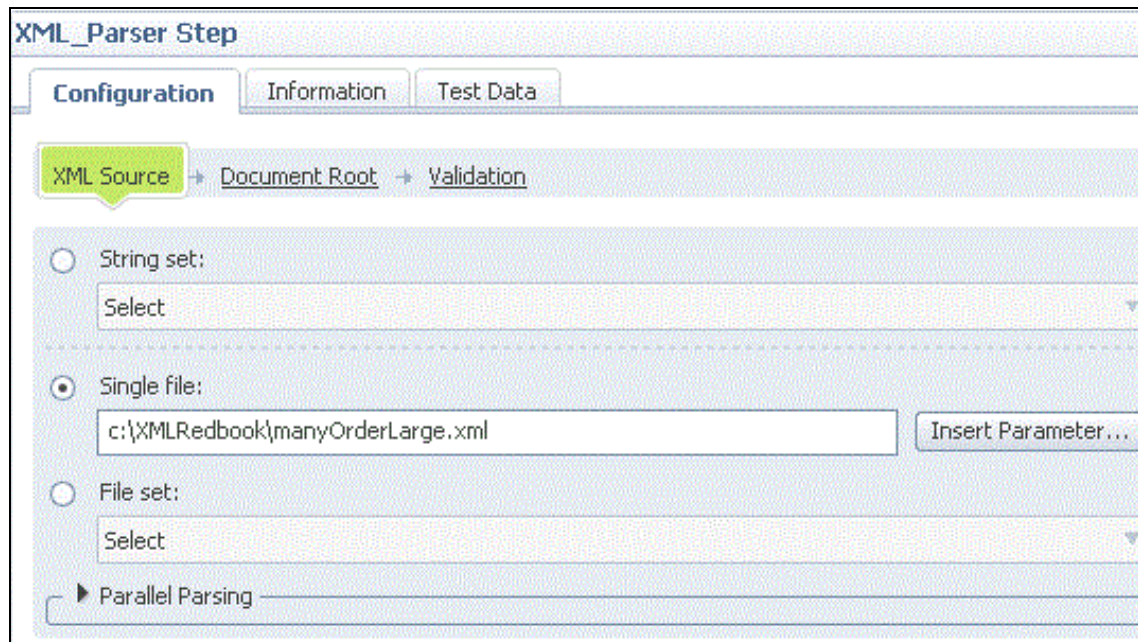 XML_Parser Step
Configuration Information Test Data
XML Source Document Root Validation
String set:
Select
Single file:
c:\XMLRedbook\manyOrderLarge.xml Insert Parameter...
File set:
Select
Parallel Parsing